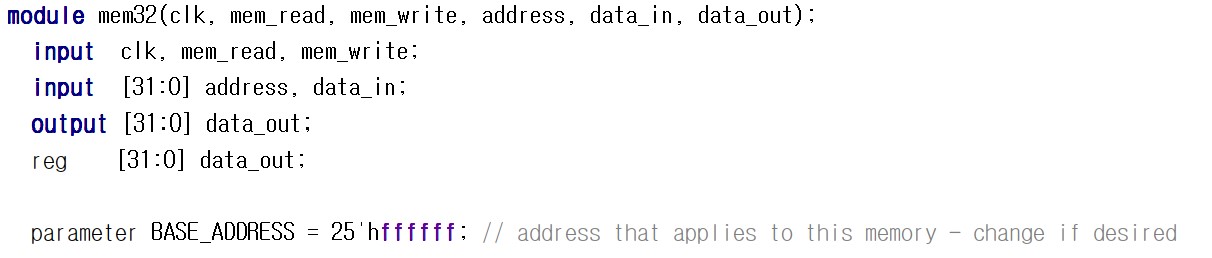 module mem32(clk, mem_read, mem_write, address, data_in, data_out);
input clk, mem_read, mem_write;
input [31:0] address, data_in;
output [31:0] data_out;
reg [31:0] data_out;
parameter BASE_ADDRESS = 25'hffffff; // address that applies to this memory - change if desired